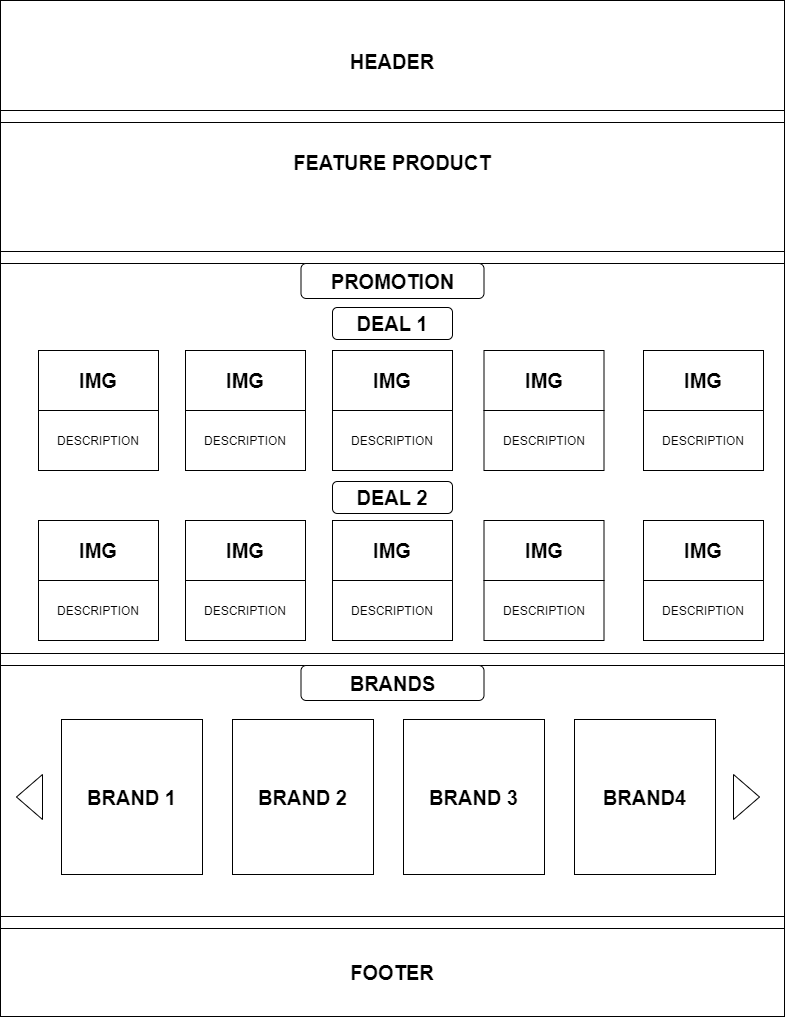 HEADER
FEATURE PRODUCT
PROMOTION
DEAL 1
IMG IMG IMG IMG IMG
DESCRIPTION DESCRIPTION DESCRIPTION DESCRIPTION DESCRIPTION
DEAL 2
IMG IMG IMG IMG IMG
DESCRIPTION DESCRIPTION DESCRIPTION DESCRIPTION DESCRIPTION
BRANDS
BRAND 1 BRAND 2 BRAND 3 BRAND4
FOOTER